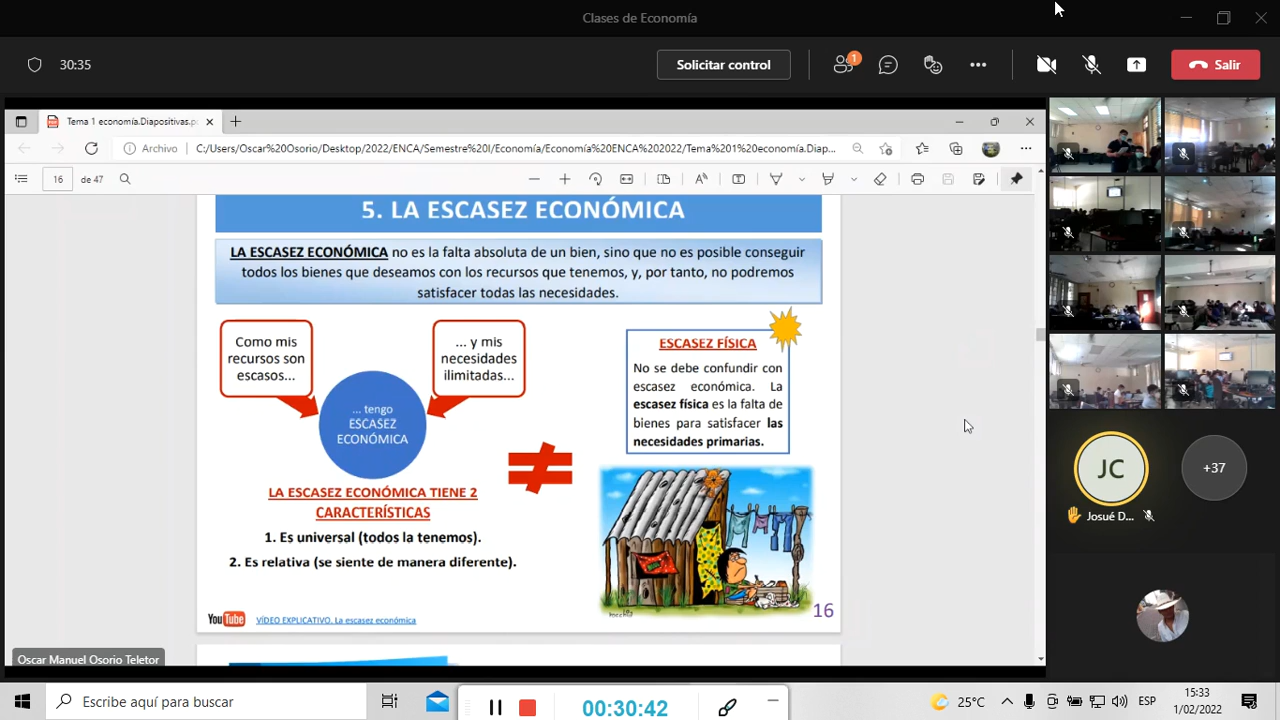 Clases de Economía
30:35
Solicitar control
1
Salir
Tema 1 economía.Diapositivas.pc
Archivo
C:/Users/Oscar%20Osorio/Desktop/2022/ENCA/Semestre%20I/Economía/Economía%20ENCA%202022/Tema%201%20economía.Diap...
16
de 47
5. LA ESCASEZ ECONÓMICA
LA ESCASEZ ECONÓMICA no es la falta absoluta de un bien, sino que no es posible conseguir
todos los bienes que deseamos con los recursos que tenemos, y, por tanto, no podremos
satisfacer todas las necesidades.
Como mis
recursos son
escasos...
... y mis
necesidades
ilimitadas...
... tengo
ESCASEZ
ECONÓMICA
ESCASEZ FÍSICA
No se debe confundir con
escasez económica. La
escasez física es la falta de
bienes para satisfacer las
necesidades primarias.
LA ESCASEZ ECONÓMICA TIENE 2
CARACTERÍSTICAS
1. Es universal (todos la tenemos).
2. Es relativa (se siente de manera diferente).
YouTube
VÍDEO EXPLICATIVO. La escasez económica
16
Oscar Manuel Osorio Teletor
JC
+37
Josué D...
Escribe aquí para buscar
00:30:42
25°C
ESP
15:33
1/02/2022